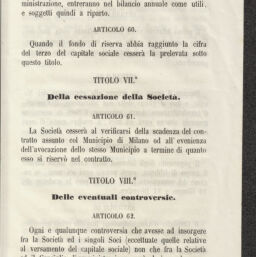 ministrazione, entreranno nel bilancio annuale come utili,
e soggetti quindi a riparto.
ARTICOLO 60.
Quando il fondo di riserva abbia raggiunto la cifra
del terzo del capitale sociale cesserà la prelevata sotto
questo titolo.
TITOLO VII.º
Della cessazione della Società.
ARTICOLO 61.
La Società cesserà al verificarsi della scadenza del con-
tratto assunto col Municipio di Milano od all'evenienza
dell'avocazione dello stesso Municipio a termine di quanto
esso si riservò nel contratto.
TITOLO VIII.º
Delle eventuali controversie.
ARTICOLO 62.
Ogni e qualunque controversia che avesse ad insorgere
fra la Società ed i singoli Soci (eccettuate quelle relative
al versamento del capitale sociale) non che fra la Società